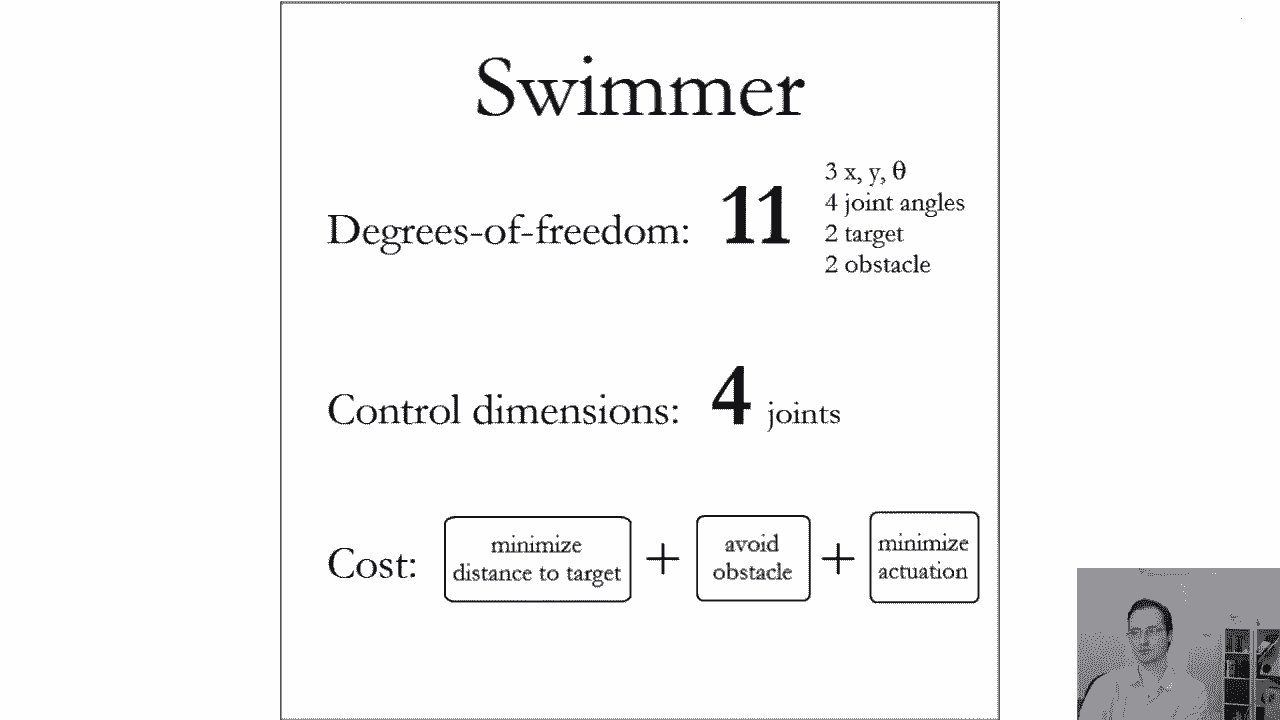 Swimmer
Degrees-of-freedom: 11
3 x, y, θ
4 joint angles
2 target
2 obstacle
Control dimensions: 4 joints
Cost: minimize distance to target + avoid obstacle + minimize actuation